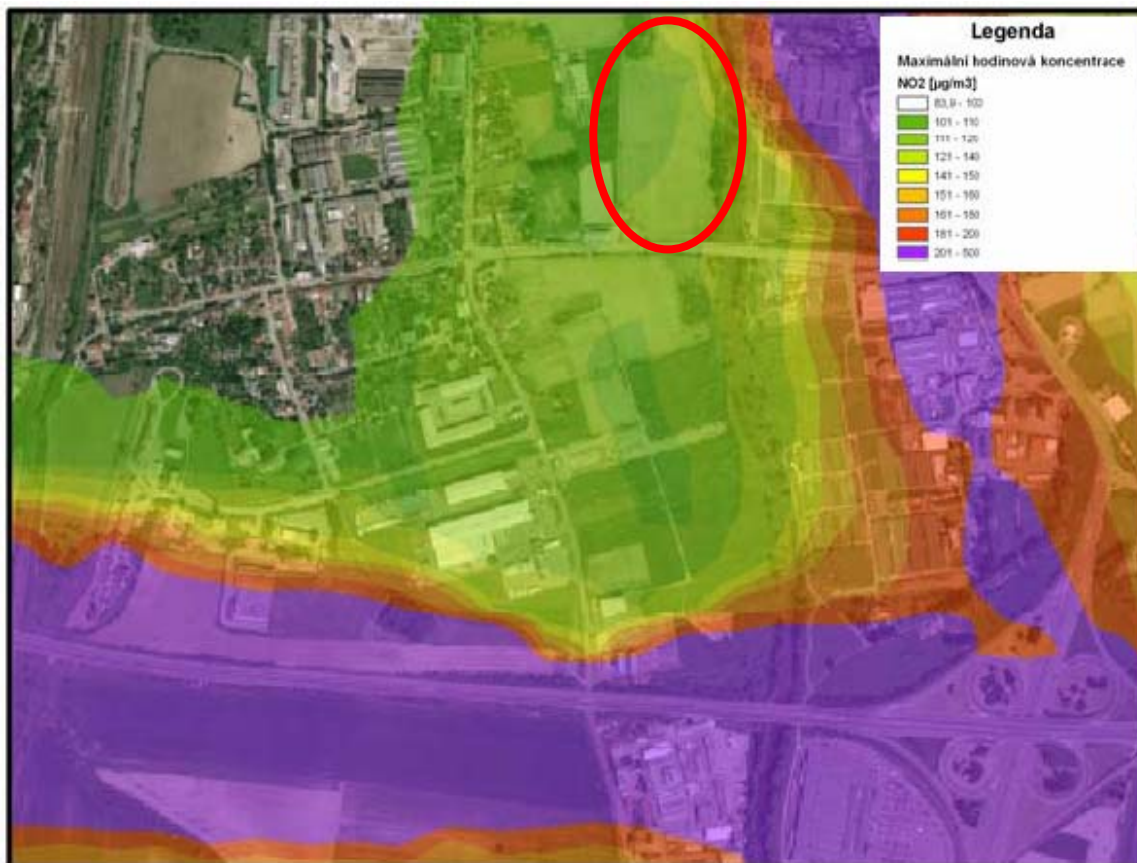 Legenda
Maximální hodinová koncentrace
NO2 [µg/m3]
83,9 - 100
101 - 110
111 - 120
121 - 140
141 - 150
151 - 160
161 - 180
181 - 200
201 - 500